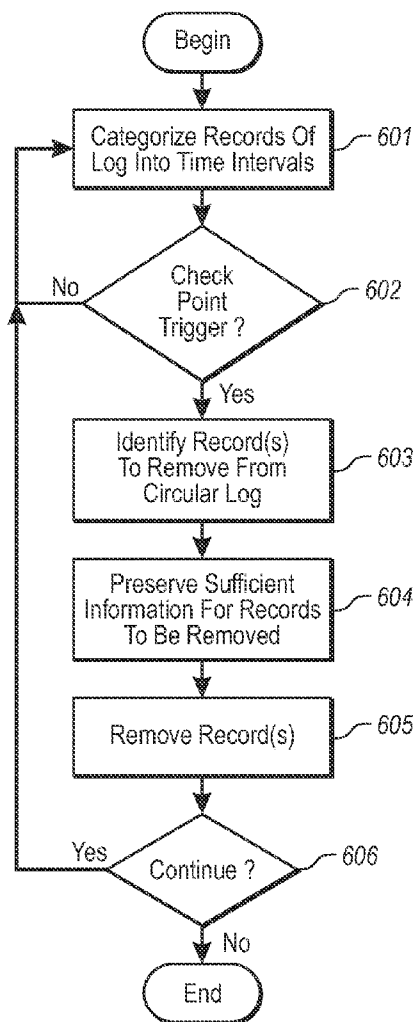 Begin
Categorize Records Of
Log Into Time Intervals
601
Check
Point
Trigger ?
602
No
Yes
Identify Record(s)
To Remove From
Circular Log
603
Preserve Sufficient
Information For Records
To Be Removed
604
Remove Record(s)
605
Yes
Continue ?
606
No
End